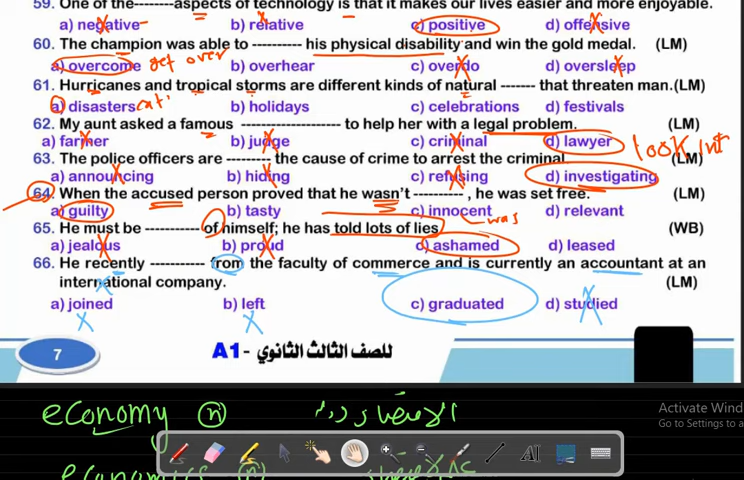 59. One of the--------aspects of technology is that it makes our lives easier and more enjoyable.
a) negative b) relative c) positive d) offensive
60. The champion was able to ---------- his physical disability and win the gold medal. (LM)
a) overcome get over b) overhear c) overdo d) oversleep
61. Hurricanes and tropical storms are different kinds of natural ------- that threaten man.(LM)
a) disasters b) holidays c) celebrations d) festivals
62. My aunt asked a famous -------------------- to help her with a legal problem. (LM)
a) farmer b) judge c) criminal d) lawyer look int
63. The police officers are -------- the cause of crime to arrest the criminal (LM)
a) announcing b) hiding c) refusing d) investigating
64. When the accused person proved that he wasn't ---------- , he was set free. (LM)
a) guilty b) tasty c) innocent d) relevant
was
65. He must be ----------- of himself; he has told lots of lies (WB)
a) jealous b) proud c) ashamed d) leased
66. He recently ----------- from the faculty of commerce and is currently an accountant at an
international company. (LM)
a) joined b) left c) graduated d) studied
7 A1 - للصف الثالث الثانوي
economy (n)
economics (n)
Activate Wind
Go to Settings to a
AI